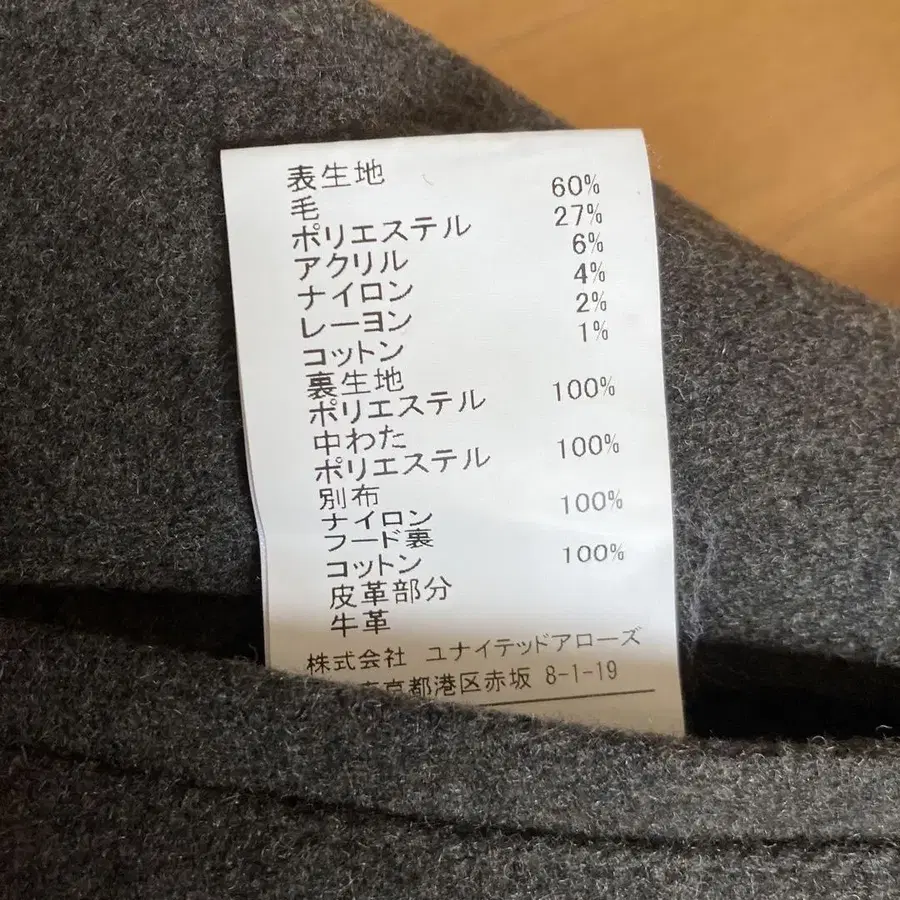 表生地
毛 60%
ポリエステル 27%
アクリル 6%
ナイロン 4%
レーヨン 2%
コットン 1%
裏生地
ポリエステル 100%
中わた
ポリエステル 100%
別布
ナイロン 100%
フード裏
コットン 100%
皮革部分
牛革
株式会社 ユナイテッドアローズ
京都港区赤坂 8-1-19